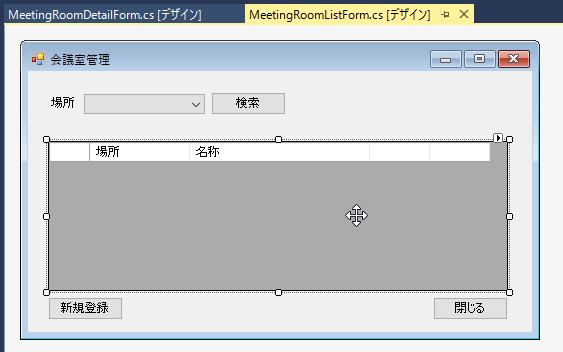 MeetingRoomDetailForm.cs [デザイン] MeetingRoomListForm.cs [デザイン]
会議室管理
場所 検索
場所 名称
新規登録 閉じる